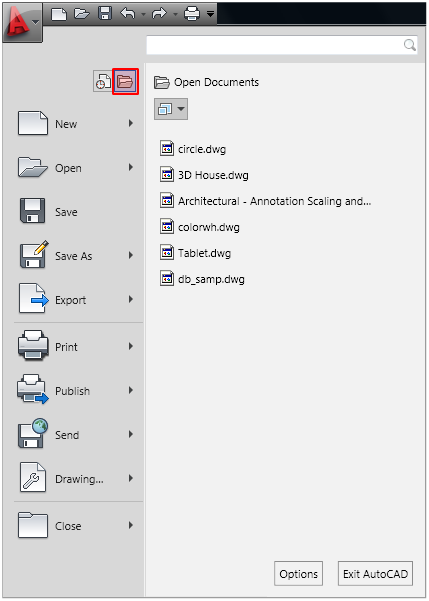 Open Documents
New
Open
Save
Save As
Export
Print
Publish
Send
Drawing...
Close
circle.dwg
3D House.dwg
Architectural - Annotation Scaling and...
colorwh.dwg
Tablet.dwg
db_samp.dwg
Options
Exit AutoCAD